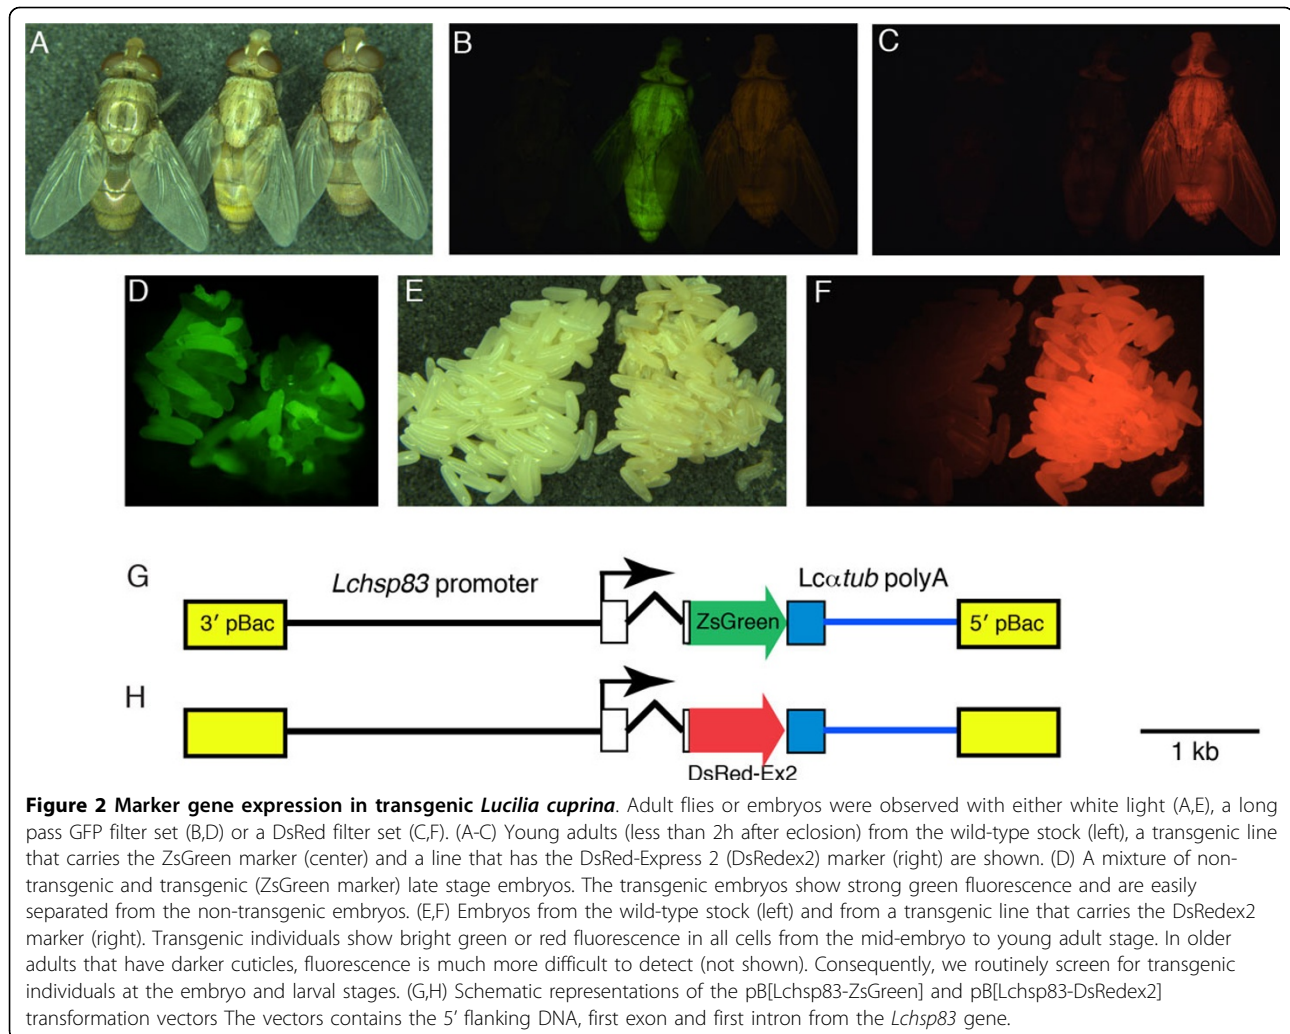 A
B
C
D
E
F
G
Lchsp83 promoter
Lcαtub polyA
3′ pBac
ZsGreen
5′ pBac
H
DsRed-Ex2
1 kb
Figure 2 Marker gene expression in transgenic Lucilia cuprina. Adult flies or embryos were observed with either white light (A,E), a long
pass GFP filter set (B,D) or a DsRed filter set (C,F). (A-C) Young adults (less than 2h after eclosion) from the wild-type stock (left), a transgenic line
that carries the ZsGreen marker (center) and a line that has the DsRed-Express 2 (DsRedex2) marker (right) are shown. (D) A mixture of non-
transgenic and transgenic (ZsGreen marker) late stage embryos. The transgenic embryos show strong green fluorescence and are easily
separated from the non-transgenic embryos. (E,F) Embryos from the wild-type stock (left) and from a transgenic line that carries the DsRedex2
marker (right). Transgenic individuals show bright green or red fluorescence in all cells from the mid-embryo to young adult stage. In older
adults that have darker cuticles, fluorescence is much more difficult to detect (not shown). Consequently, we routinely screen for transgenic
individuals at the embryo and larval stages. (G,H) Schematic representations of the pB[Lchsp83-ZsGreen] and pB[Lchsp83-DsRedex2]
transformation vectors The vectors contains the 5′ flanking DNA, first exon and first intron from the Lchsp83 gene.